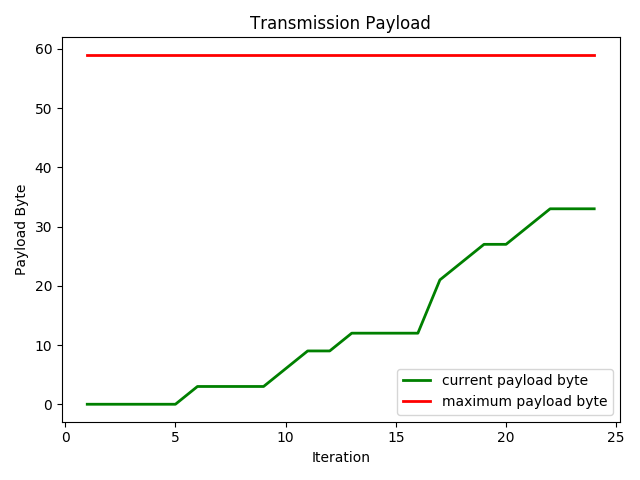 Transmission Payload
60
50
40
30
20
10
0
Payload Byte
current payload byte
maximum payload byte
0 5 10 15 20 25
Iteration